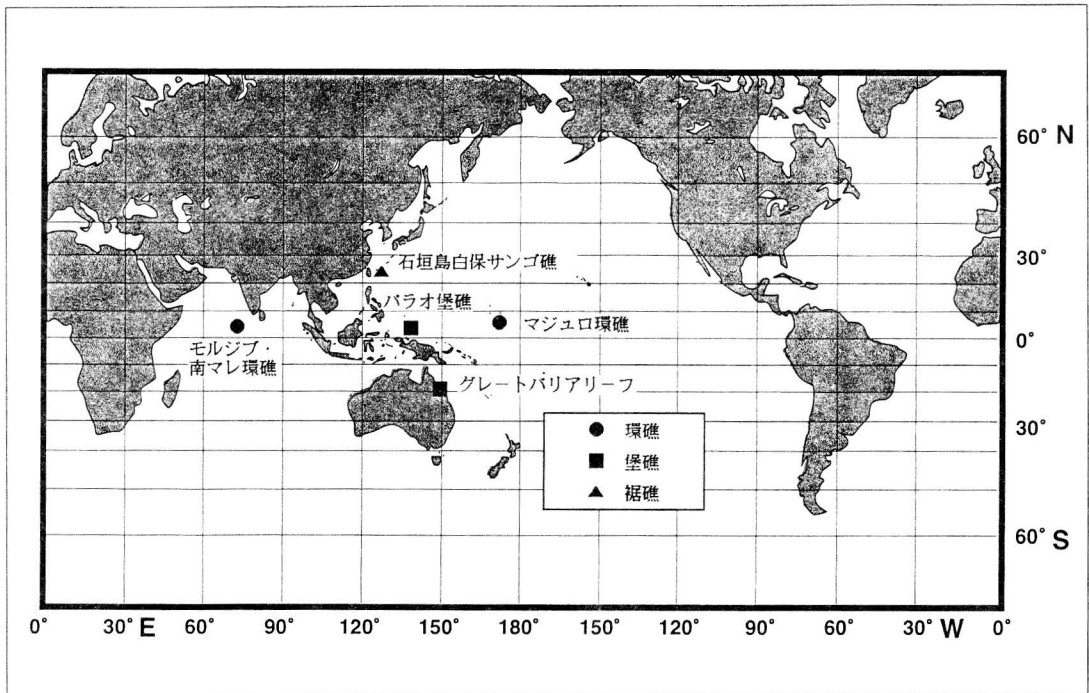 60° N
石垣島白保サンゴ礁
30°
パラオ堡礁
マジュロ環礁
0°
モルジブ・
南マレ環礁
グレートバリアリーフ
30°
● 環礁
■ 堡礁
▲ 裾礁
60° S
0° 30° E 60° 90° 120° 150° 180° 150° 120° 90° 60° 30° W 0°